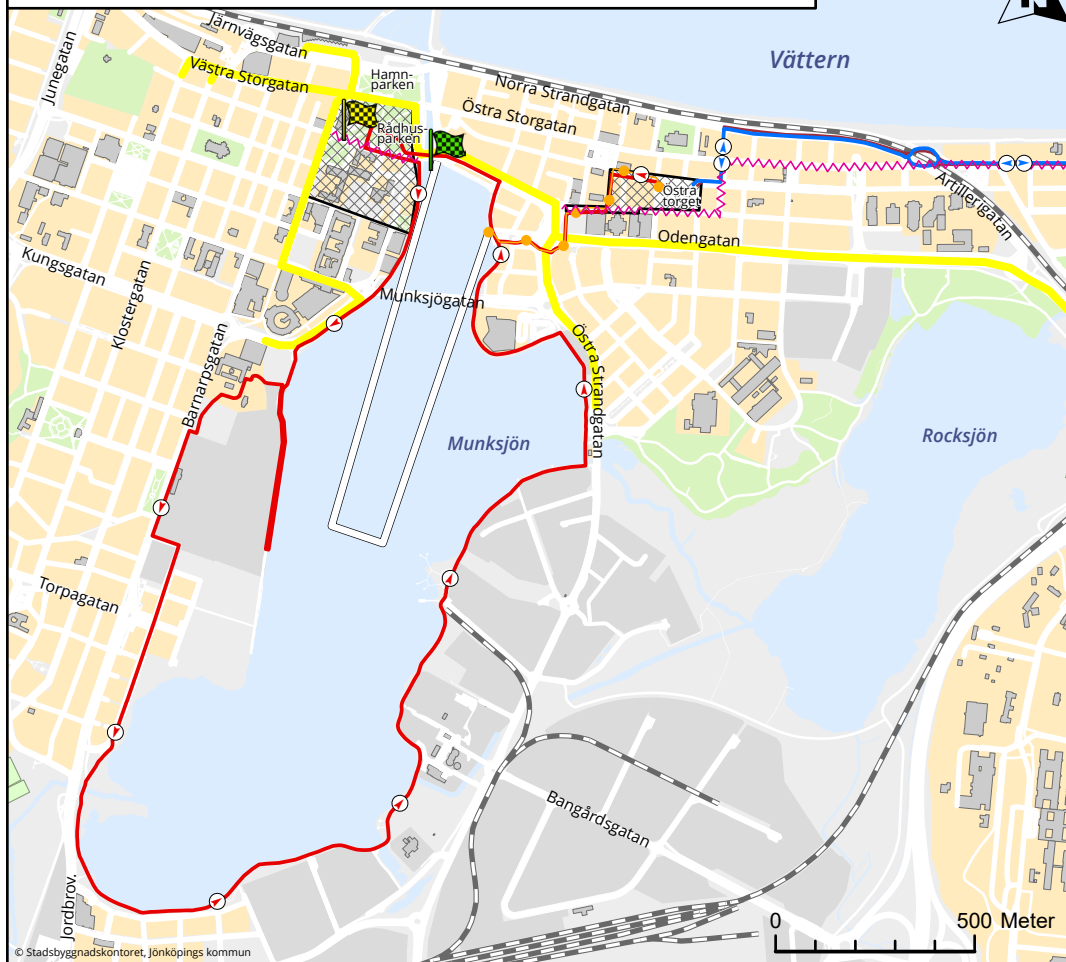 N
Järnvägsgatan
Junegatan
Vättern
Västra Storgatan
Hamn-
parken
Norra Strandgatan
Östra Storgatan
Rådhus-
parken
Östra
torget
Artillerigatan
Odengatan
Kungsgatan
Klostergatan
Munksjögatan
Barnarpsgatan
Östra Strandgatan
Munksjön
Rocksjön
Torpagatan
Bangårdsgatan
Jordbrov.
0 500 Meter
© Stadsbyggnadskontoret, Jönköpings kommun